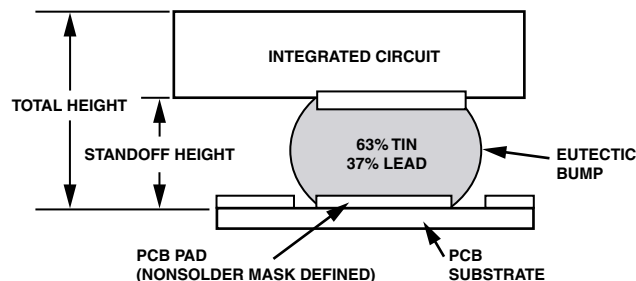 INTEGRATED CIRCUIT
TOTAL HEIGHT
STANDOFF HEIGHT
63% TIN
37% LEAD
EUTECTIC
BUMP
PCB PAD
(NONSOLDER MASK DEFINED)
PCB
SUBSTRATE